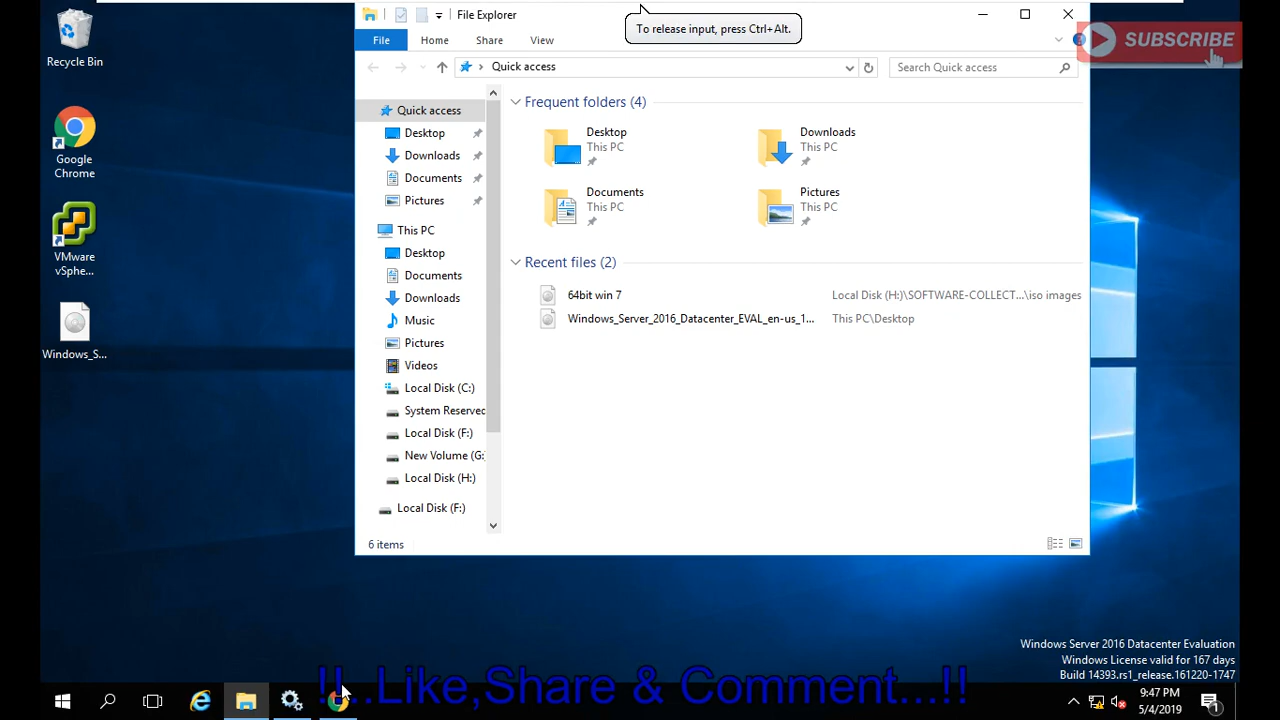 File Explorer
To release input, press Ctrl+Alt.
SUBSCRIBE
File Home Share View
Quick access
Search Quick access
Recycle Bin
Google Chrome
VMware vSphe...
Windows_S...
Quick access
Desktop
Downloads
Documents
Pictures
This PC
Desktop
Documents
Downloads
Music
Pictures
Videos
Local Disk (C:)
System Reserved
Local Disk (F:)
New Volume (G:
Local Disk (H:)
Local Disk (F:)
Frequent folders (4)
Desktop
This PC
Downloads
This PC
Documents
This PC
Pictures
This PC
Recent files (2)
64bit win 7 Local Disk (H:)\SOFTWARE-COLLECT...\iso images
Windows_Server_2016_Datacenter_EVAL_en-us_1... This PC\Desktop
6 items
Windows Server 2016 Datacenter Evaluation
Windows License valid for 167 days
Build 14393.rs1_release.161220-1747
!!...Like,Share & Comment...!!
9:47 PM
5/4/2019
1